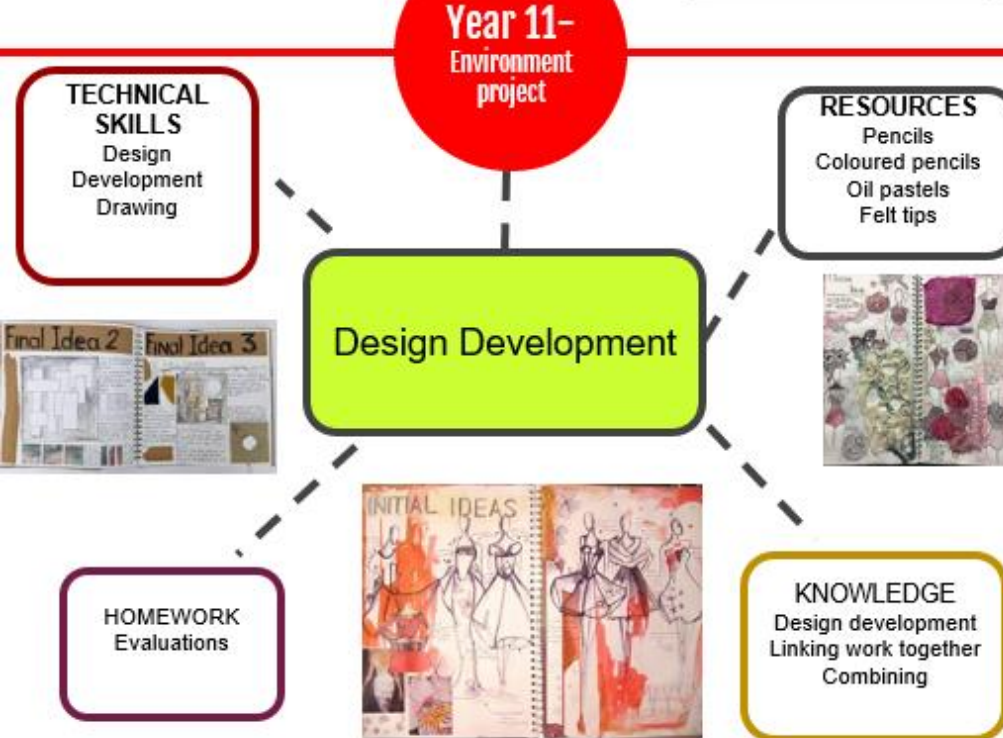 Year 11-
Environment
project
TECHNICAL
SKILLS
Design
Development
Drawing
RESOURCES
Pencils
Coloured pencils
Oil pastels
Felt tips
Design Development
Final Idea 2
Final Idea 3
INITIAL IDEAS
HOMEWORK
Evaluations
KNOWLEDGE
Design development
Linking work together
Combining